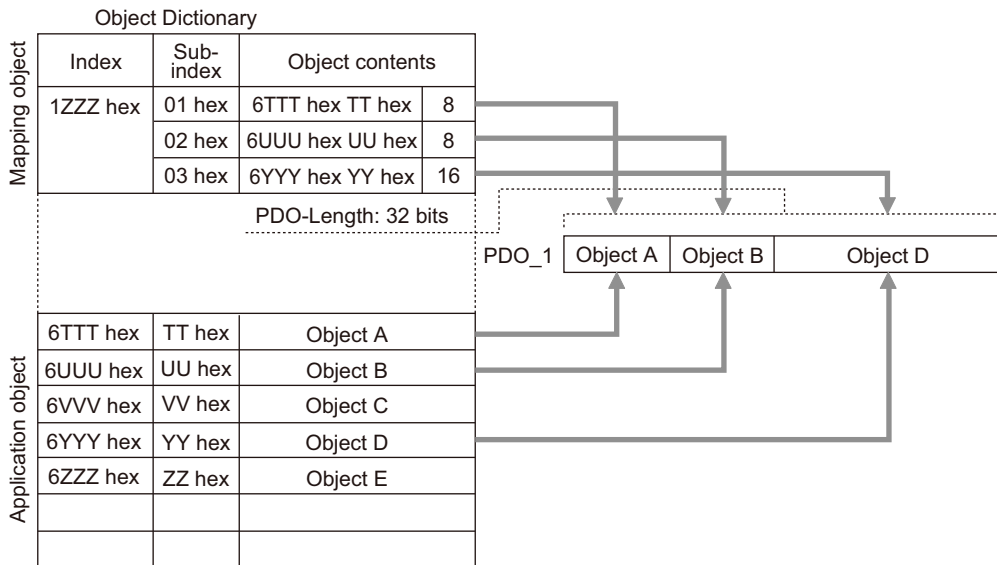 Object Dictionary
Mapping object
Index Sub-index Object contents
1ZZZ hex 01 hex 6TTT hex TT hex 8
02 hex 6UUU hex UU hex 8
03 hex 6YYY hex YY hex 16
PDO-Length: 32 bits
PDO_1 Object A Object B Object D
Application object
6TTT hex TT hex Object A
6UUU hex UU hex Object B
6VVV hex VV hex Object C
6YYY hex YY hex Object D
6ZZZ hex ZZ hex Object E